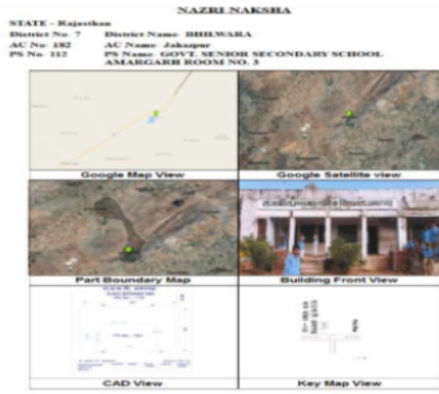 NAZRI NAKSHA
STATE - Rajasthan
District No 7 District Name BHILWARA
AC No 182 AC Name Jahazpur
PS No 112 PS Name GOVT. SENIOR SECONDARY SCHOOL
AMARGARH ROOM NO. 3
Google Map View Google Satellite view
Part Boundary Map Building Front View
CAD View Key Map View